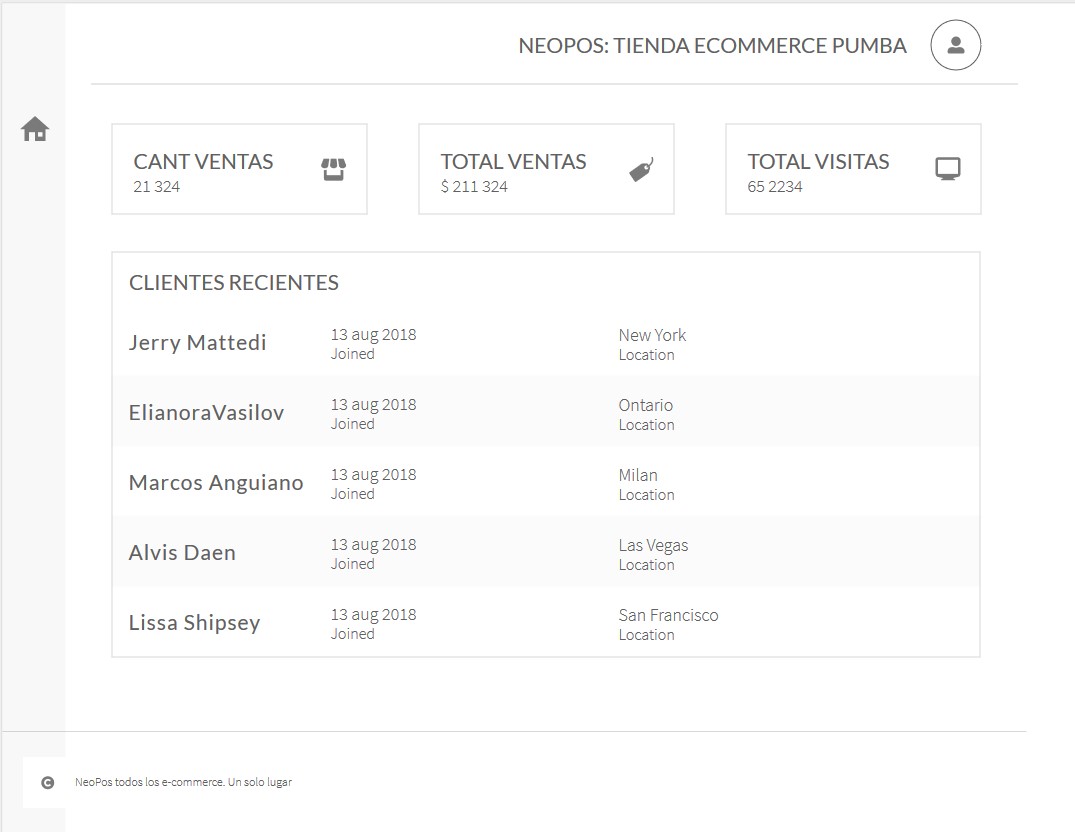 NEOPOS: TIENDA ECOMMERCE PUMBA
CANT VENTAS
21 324
TOTAL VENTAS
$ 211 324
TOTAL VISITAS
65 2234
CLIENTES RECIENTES
Jerry Mattedi
13 aug 2018
Joined
New York
Location
ElianoraVasilov
13 aug 2018
Joined
Ontario
Location
Marcos Anguiano
13 aug 2018
Joined
Milan
Location
Alvis Daen
13 aug 2018
Joined
Las Vegas
Location
Lissa Shipsey
13 aug 2018
Joined
San Francisco
Location
NeoPos todos los e-commerce. Un solo lugar